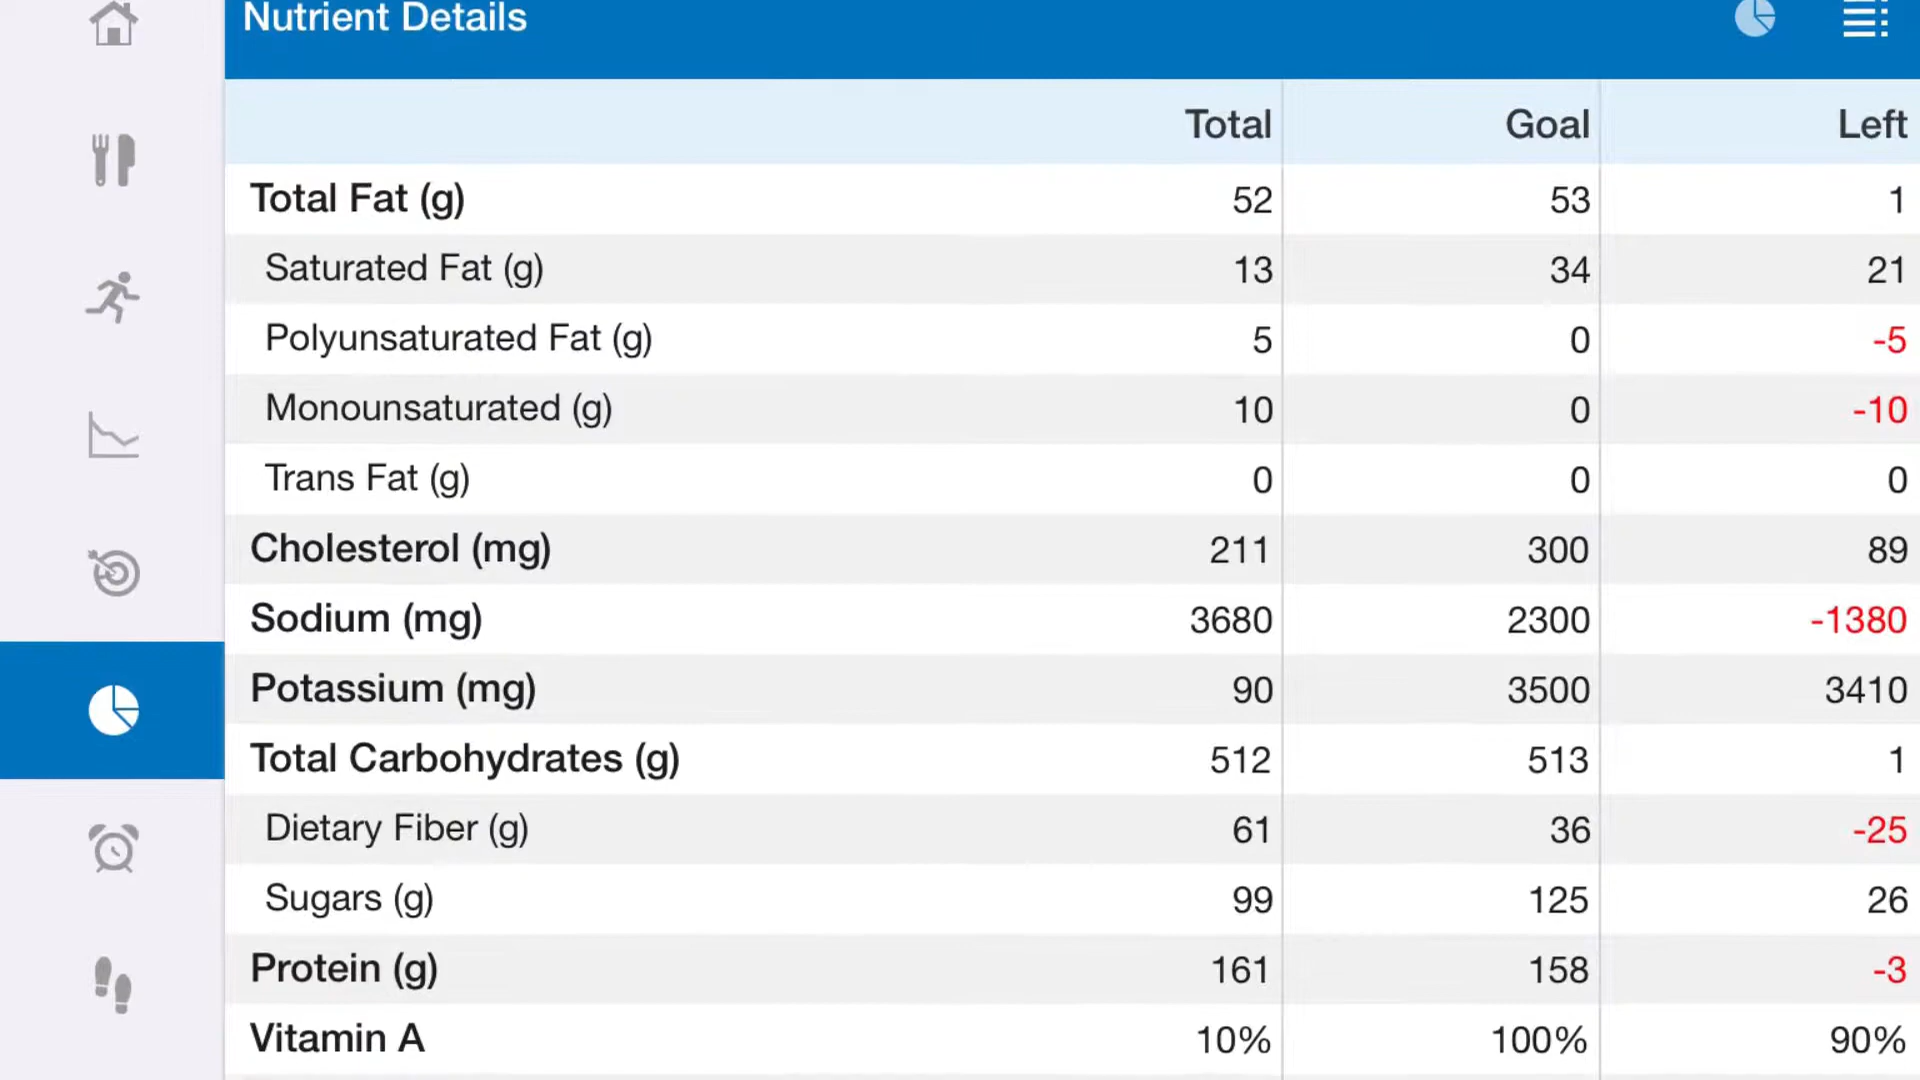 Nutrient Details
Total Goal Left
Total Fat (g) 52 53 1
Saturated Fat (g) 13 34 21
Polyunsaturated Fat (g) 5 0 -5
Monounsaturated (g) 10 0 -10
Trans Fat (g) 0 0 0
Cholesterol (mg) 211 300 89
Sodium (mg) 3680 2300 -1380
Potassium (mg) 90 3500 3410
Total Carbohydrates (g) 512 513 1
Dietary Fiber (g) 61 36 -25
Sugars (g) 99 125 26
Protein (g) 161 158 -3
Vitamin A 10% 100% 90%